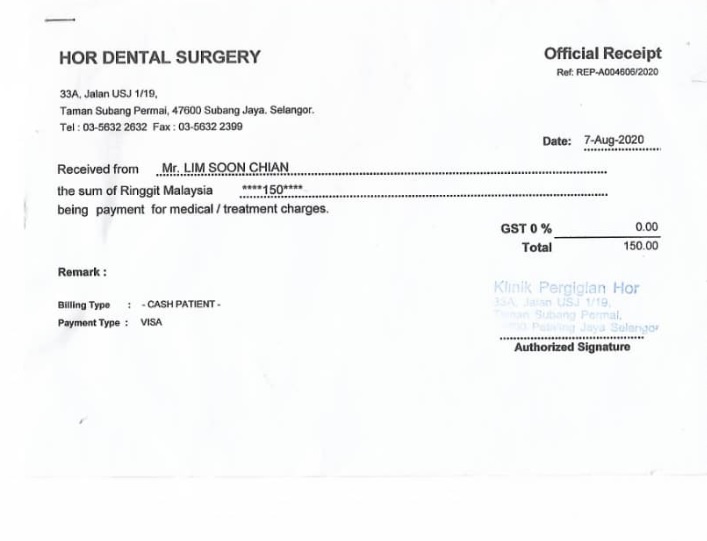 HOR DENTAL SURGERY
Official Receipt
Ref: REP-A004606/2020
33A, Jalan USJ 1/19,
Taman Subang Permai, 47600 Subang Jaya. Selangor.
Tel : 03-5632 2632 Fax : 03-5632 2399
Date: 7-Aug-2020
Received from Mr. LIM SOON CHIAN
the sum of Ringgit Malaysia ****150****
being payment for medical / treatment charges.
GST 0 % 0.00
Total 150.00
Remark :
Billing Type : - CASH PATIENT -
Payment Type : VISA
Klinik Pergigian Hor
33A, Jalan USJ 1/19,
Taman Subang Permai,
Petaling Jaya Selangor
Authorized Signature